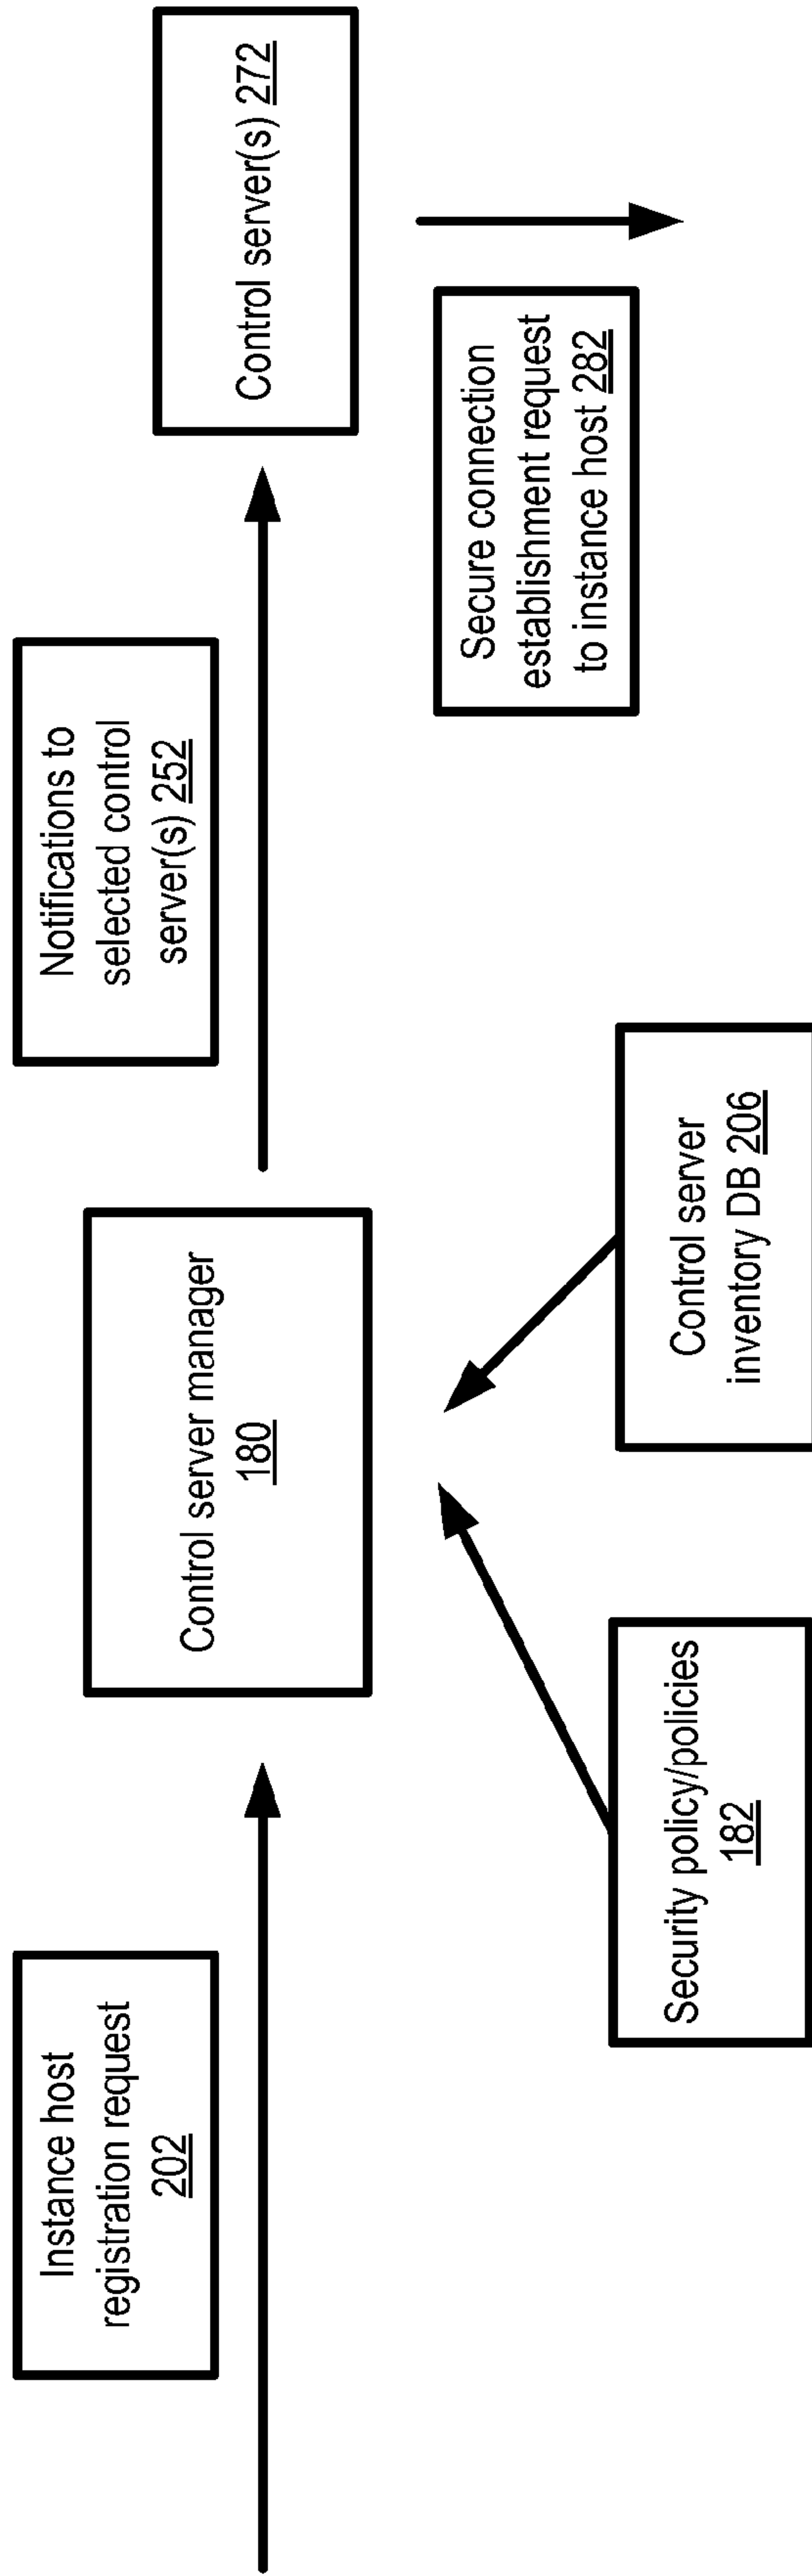 Instance host
registration request
202
Control server manager
180
Notifications to
selected control
server(s) 252
Control server(s) 272
Security policy/policies
182
Control server
inventory DB 206
Secure connection
establishment request
to instance host 282